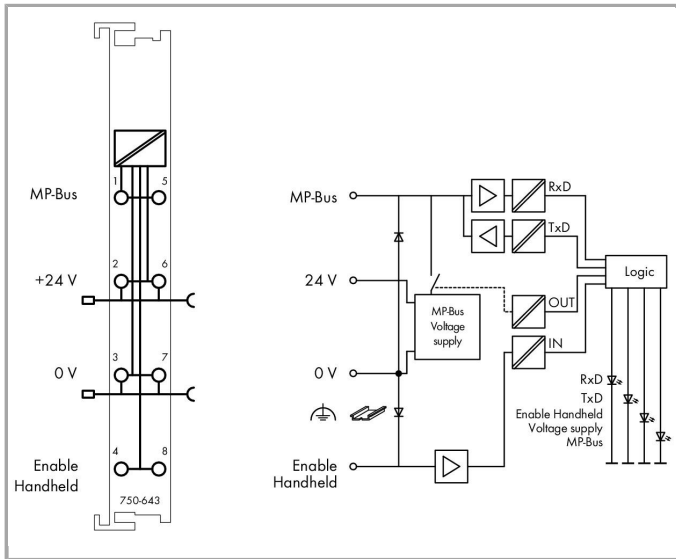 1
5
MP-Bus
2
6
+24 V
3
7
0 V
4
8
Enable
Handheld
750-643
MP-Bus
RxD
TxD
Logic
24 V
MP-Bus
Voltage
supply
OUT
IN
0 V
RxD
TxD
Enable Handheld
Voltage supply
MP-Bus
Enable
Handheld